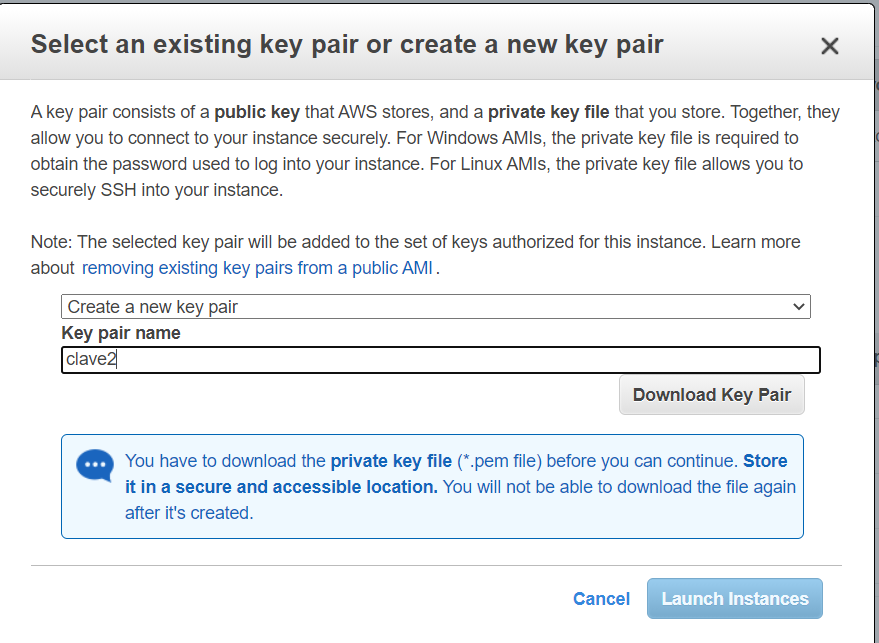 Select an existing key pair or create a new key pair
A key pair consists of a public key that AWS stores, and a private key file that you store. Together, they
allow you to connect to your instance securely. For Windows AMIs, the private key file is required to
obtain the password used to log into your instance. For Linux AMIs, the private key file allows you to
securely SSH into your instance.
Note: The selected key pair will be added to the set of keys authorized for this instance. Learn more
about removing existing key pairs from a public AMI.
Create a new key pair
Key pair name
clave2
Download Key Pair
You have to download the private key file (*.pem file) before you can continue. Store
it in a secure and accessible location. You will not be able to download the file again
after it's created.
Cancel
Launch Instances